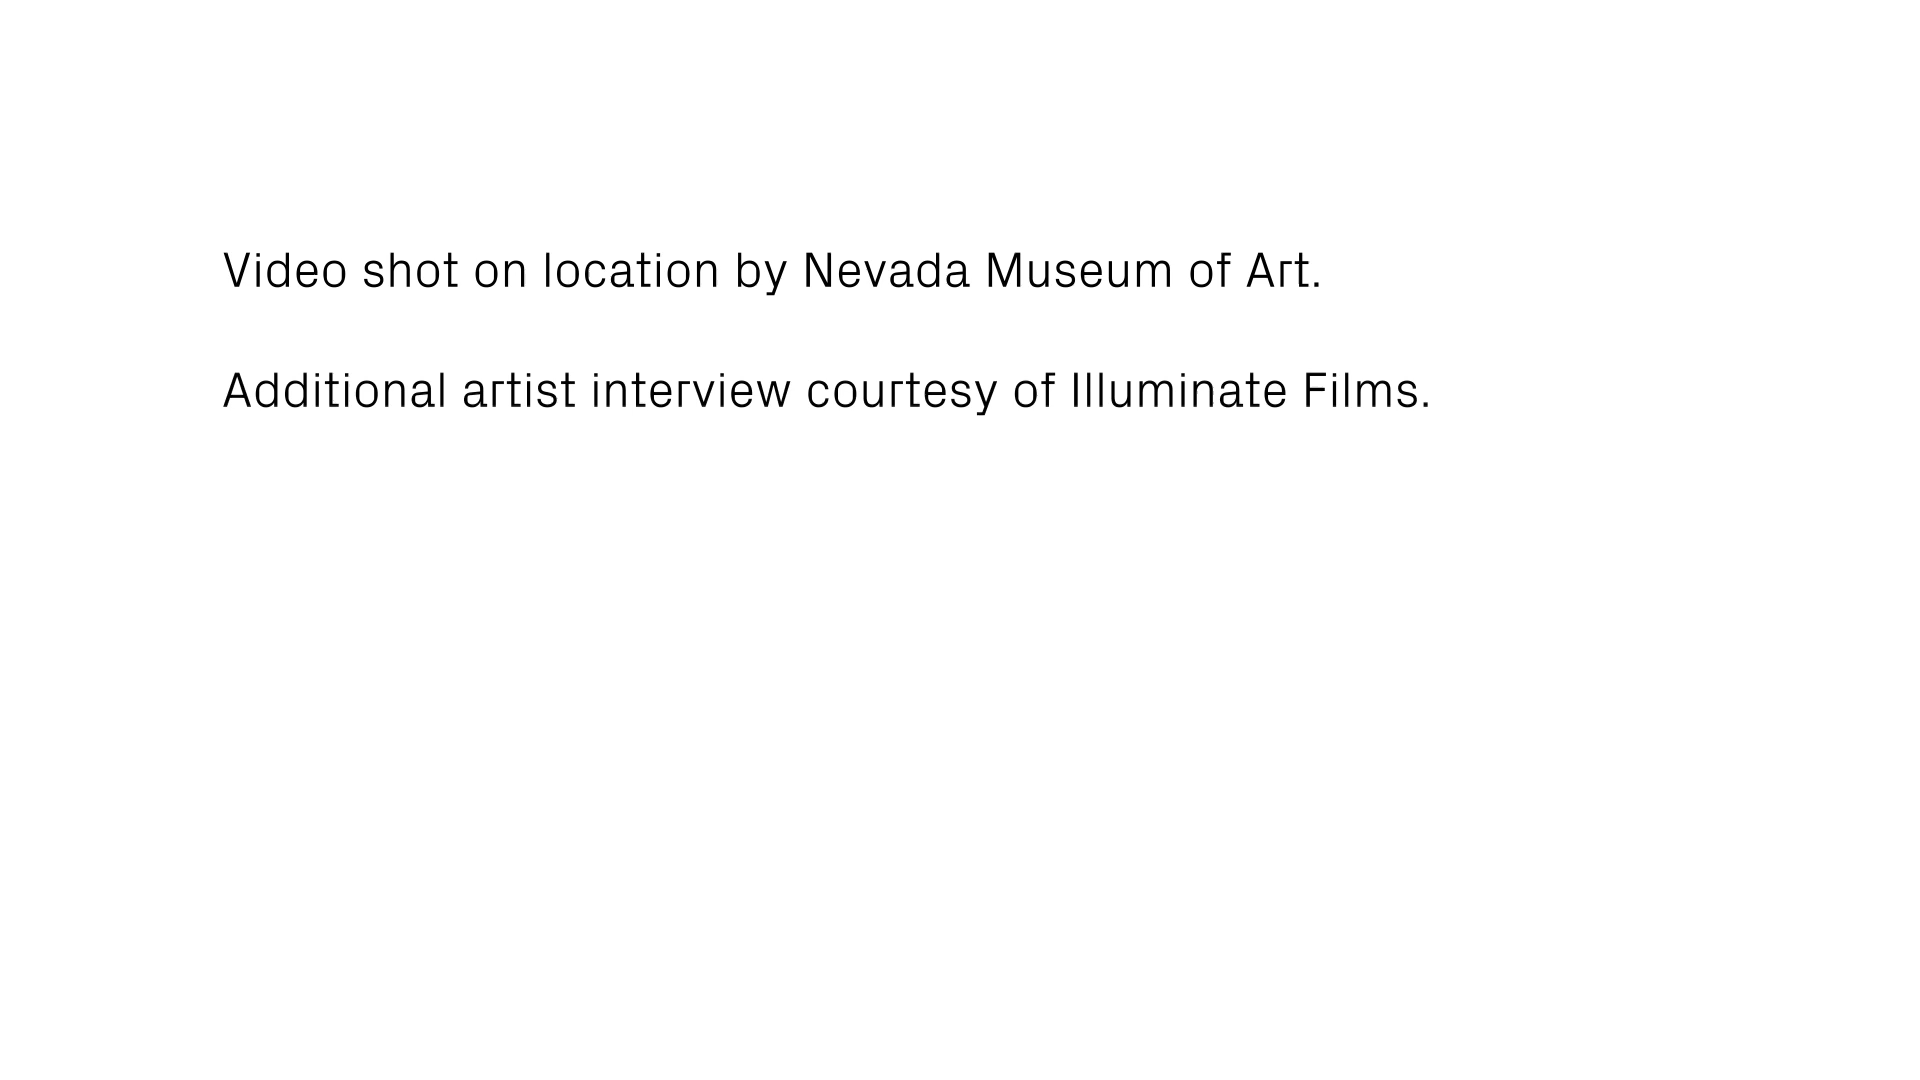 Video shot on location by Nevada Museum of Art.
Additional artist interview courtesy of Illuminate Films.